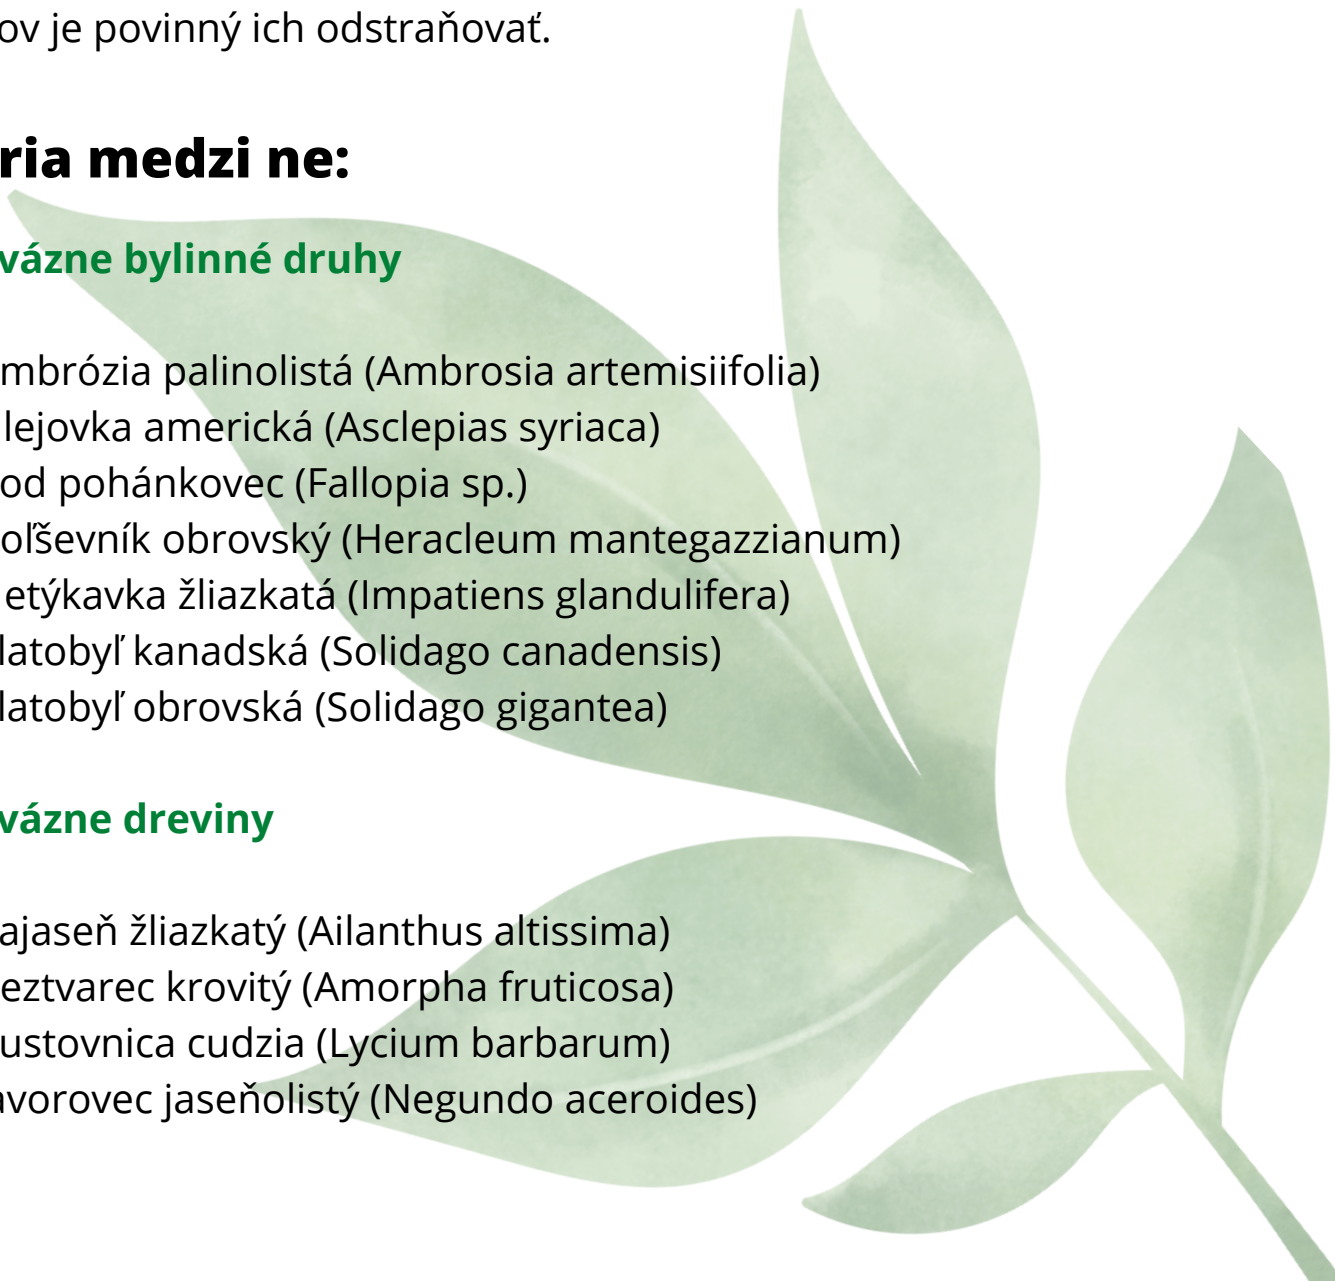 ov je povinný ich odstraňovať.
ria medzi ne:
vázne bylinné druhy
mbrózia palinolistá (Ambrosia artemisiifolia)
lejovka americká (Asclepias syriaca)
od pohánkovec (Fallopia sp.)
oľševník obrovský (Heracleum mantegazzianum)
etýkavka žliazkatá (Impatiens glandulifera)
latobyľ kanadská (Solidago canadensis)
latobyľ obrovská (Solidago gigantea)
vázne dreviny
ajaseň žliazkatý (Ailanthus altissima)
eztvarec krovitý (Amorpha fruticosa)
ustovnica cudzia (Lycium barbarum)
avorovec jaseňolistý (Negundo aceroides)